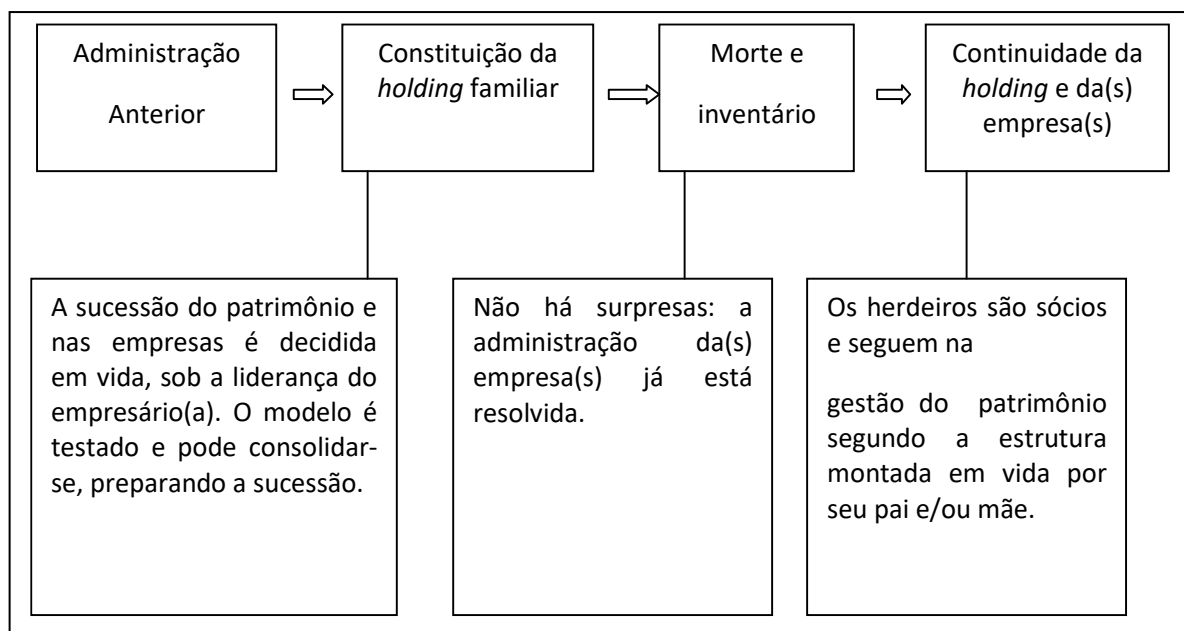 Administração
Anterior
Constituição da
holding familiar
Morte e
inventário
Continuidade da
holding e da(s)
empresa(s)
A sucessão do patrimônio e
nas empresas é decidida
em vida, sob a liderança do
empresário(a). O modelo é
testado e pode consolidar-
se, preparando a sucessão.
Não há surpresas: a
administração da(s)
empresa(s) já está
resolvida.
Os herdeiros são sócios
e seguem na
gestão do patrimônio
segundo a estrutura
montada em vida por
seu pai e/ou mãe.